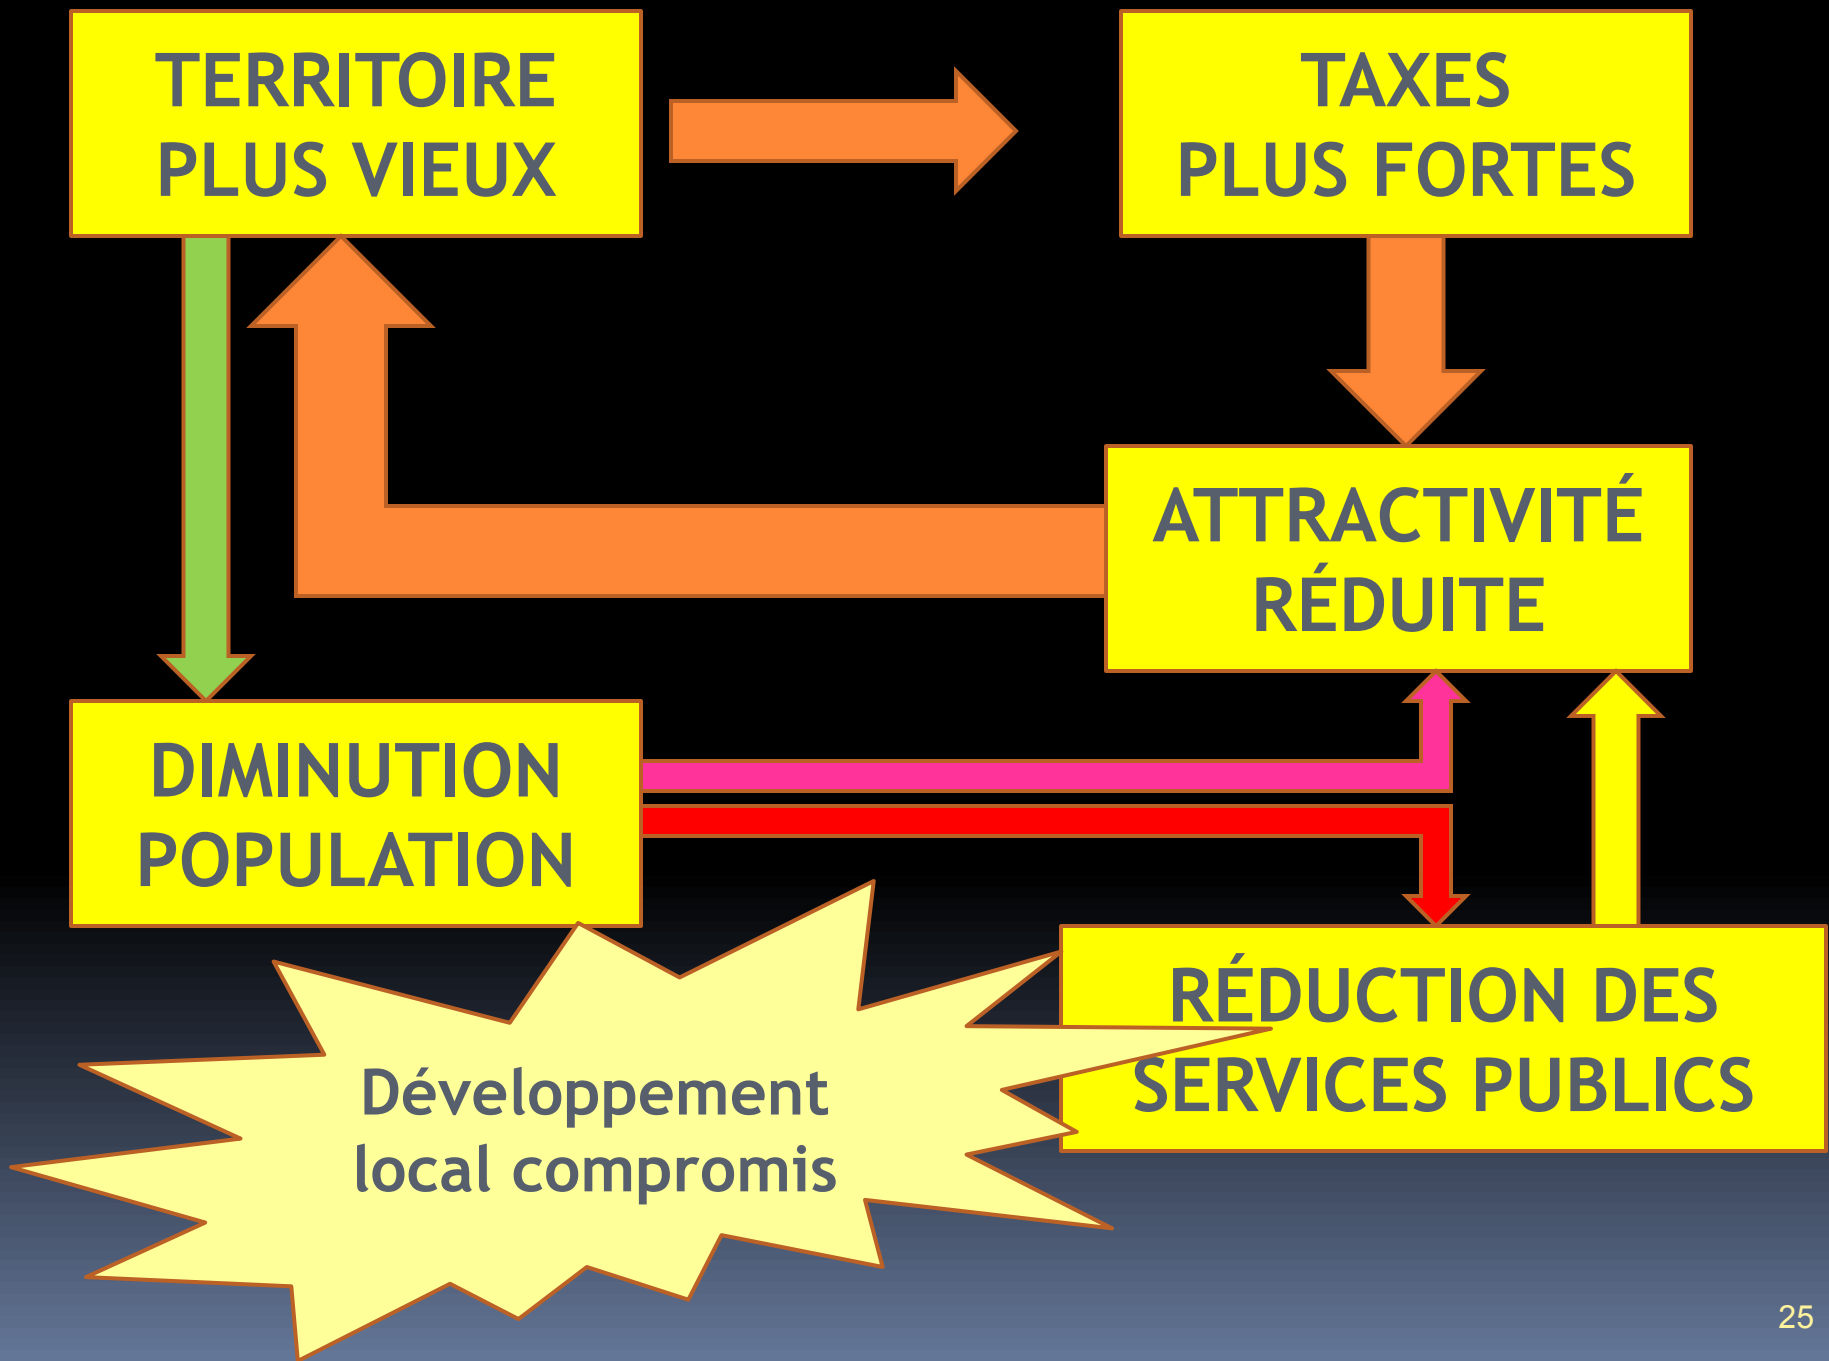 TERRITOIRE
PLUS VIEUX
TAXES
PLUS FORTES
ATTRACTIVITÉ
RÉDUITE
DIMINUTION
POPULATION
RÉDUCTION DES
SERVICES PUBLICS
Développement
local compromis
25